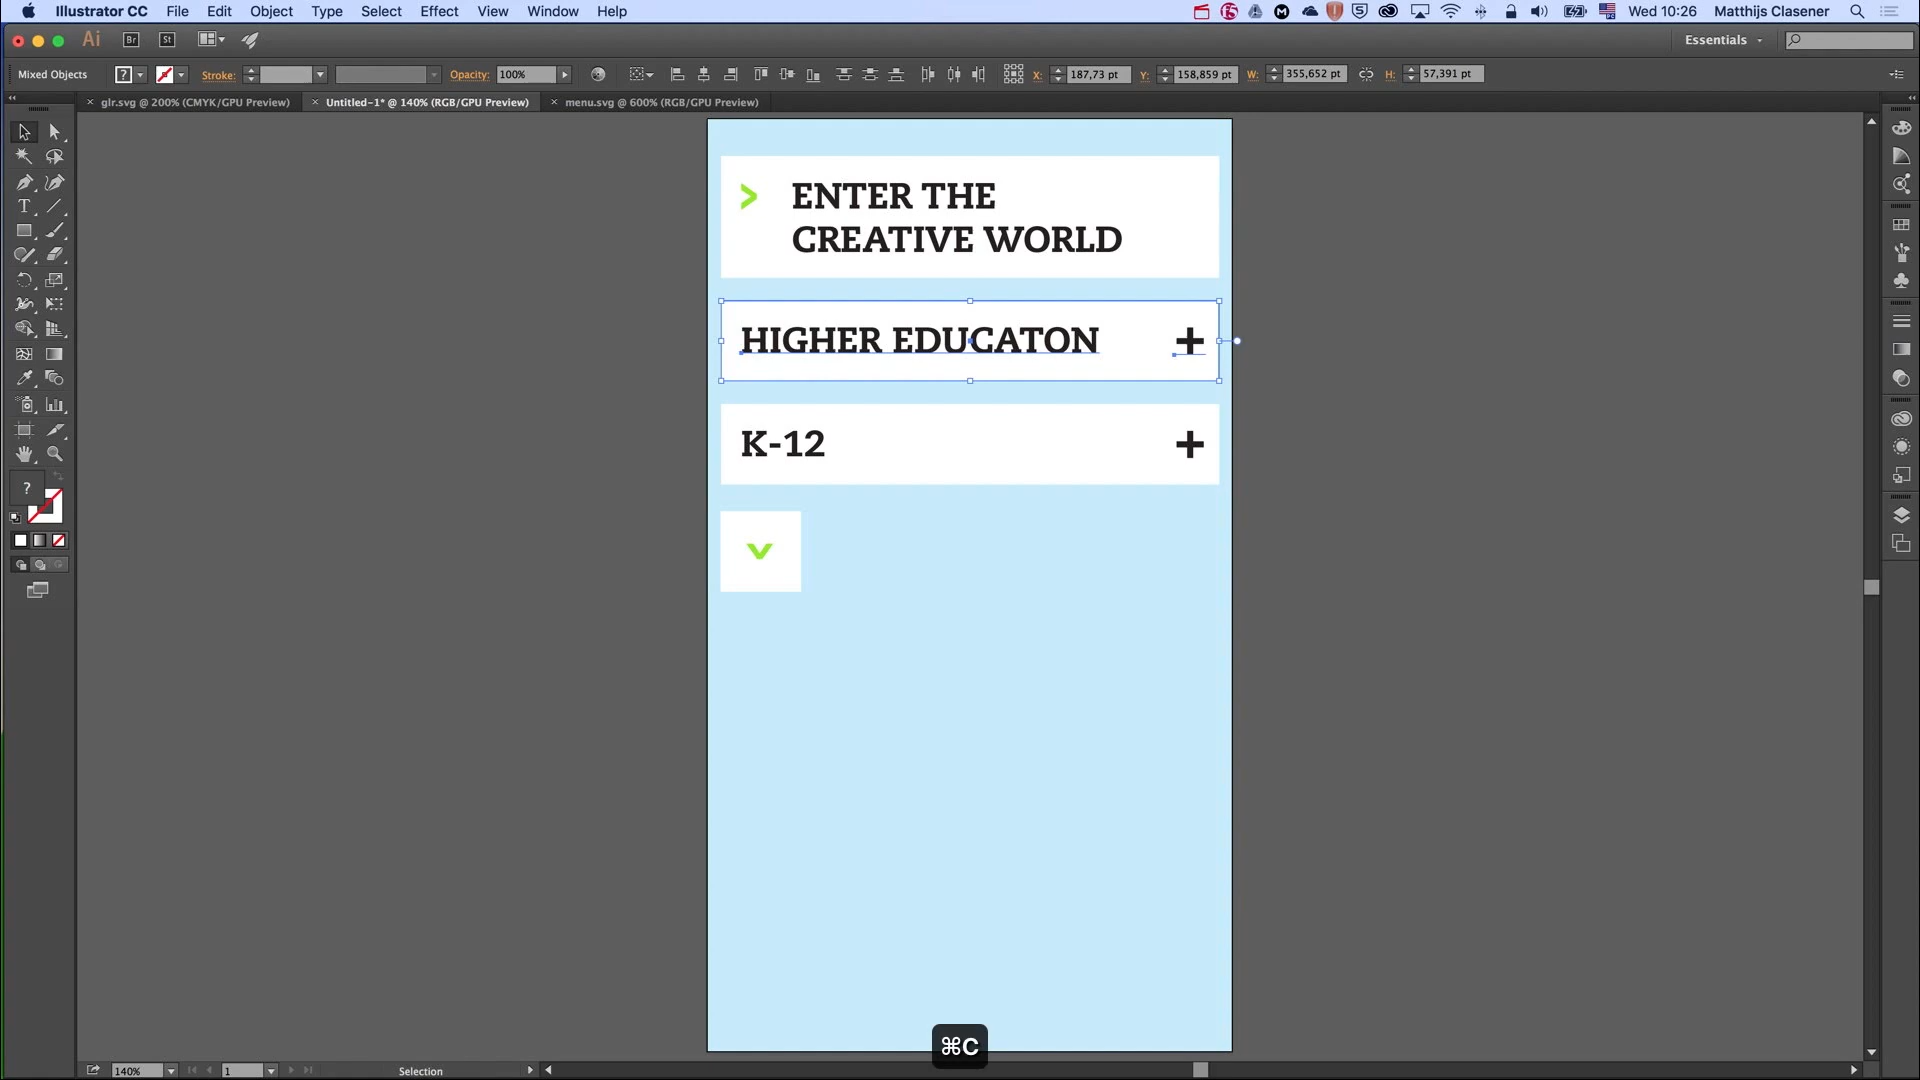 Illustrator CC File Edit Object Type Select Effect View Window Help
Wed 10:26 Matthijs Clasener
Ai Br St Essentials
Mixed Objects ? Stroke: Opacity: 100% X: 187,73 pt Y: 158,859 pt W: 355,652 pt H: 57,391 pt
× glr.svg @ 200% (CMYK/GPU Preview) × Untitled-1* @ 140% (RGB/GPU Preview) × menu.svg @ 600% (RGB/GPU Preview)
> ENTER THE
CREATIVE WORLD
HIGHER EDUCATON +
K-12 +
?
⌘C
140% 1 Selection